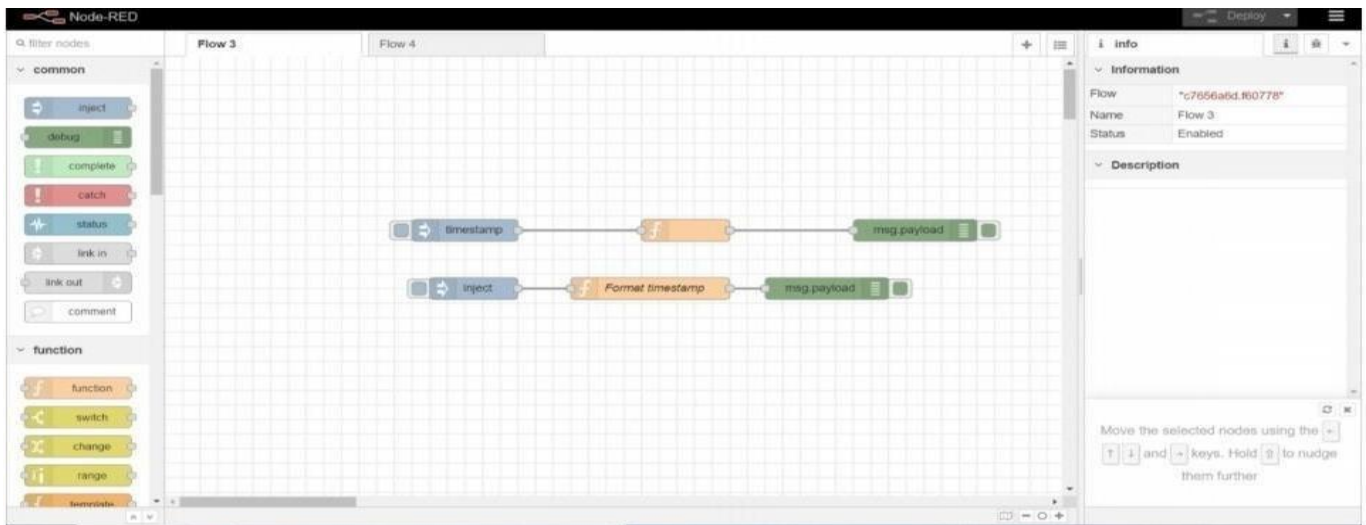 Node-RED
Deploy
filter nodes
Flow 3
Flow 4
i info
i
common
inject
debug
complete
catch
status
link in
link out
comment
function
function
switch
change
range
template
timestamp
msg.payload
inject
Format timestamp
msg.payload
Information
Flow "c7656a6d.f60778"
Name Flow 3
Status Enabled
Description
Move the selected nodes using the ←
↑ ↓ and → keys. Hold ⇧ to nudge
them further